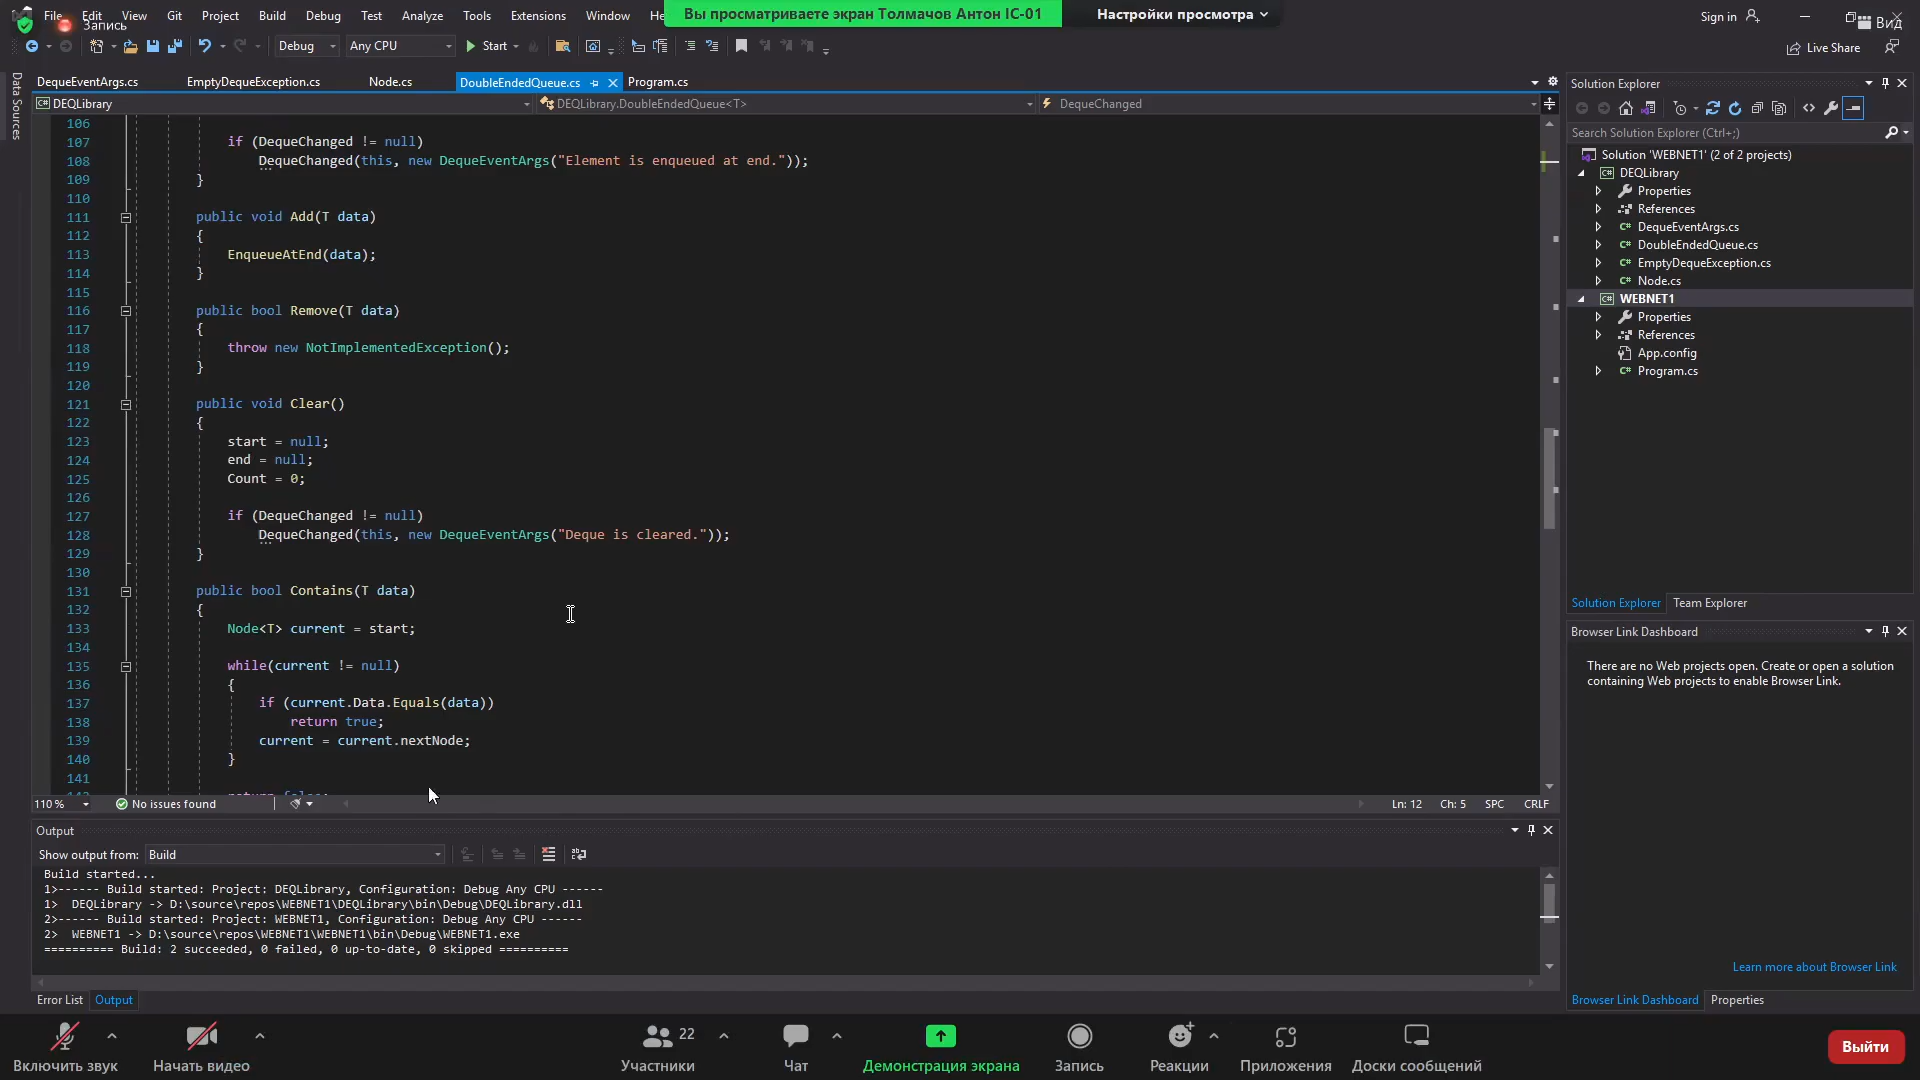 File Edit View Git Project Build Debug Test Analyze Tools Extensions Window He
Запись
Вы просматриваете экран Толмачов Антон ІС-01
Настройки просмотра
Sign in
Вид
Debug
Any CPU
Start
Live Share
Data Sources
DequeEventArgs.cs EmptyDequeException.cs Node.cs DoubleEndedQueue.cs Program.cs
DEQLibrary
DEQLibrary.DoubleEndedQueue<T>
DequeChanged
106
107 if (DequeChanged != null)
108 DequeChanged(this, new DequeEventArgs("Element is enqueued at end."));
109 }
110
111 public void Add(T data)
112 {
113 EnqueueAtEnd(data);
114 }
115
116 public bool Remove(T data)
117 {
118 throw new NotImplementedException();
119 }
120
121 public void Clear()
122 {
123 start = null;
124 end = null;
125 Count = 0;
126
127 if (DequeChanged != null)
128 DequeChanged(this, new DequeEventArgs("Deque is cleared."));
129 }
130
131 public bool Contains(T data)
132 {
133 Node<T> current = start;
134
135 while(current != null)
136 {
137 if (current.Data.Equals(data))
138 return true;
139 current = current.nextNode;
140 }
141
110 %
No issues found
Ln: 12 Ch: 5 SPC CRLF
Output
Show output from: Build
Build started...
1>------ Build started: Project: DEQLibrary, Configuration: Debug Any CPU ------
1> DEQLibrary -> D:\source\repos\WEBNET1\DEQLibrary\bin\Debug\DEQLibrary.dll
2>------ Build started: Project: WEBNET1, Configuration: Debug Any CPU ------
2> WEBNET1 -> D:\source\repos\WEBNET1\WEBNET1\bin\Debug\WEBNET1.exe
========== Build: 2 succeeded, 0 failed, 0 up-to-date, 0 skipped ==========
Error List Output
Solution Explorer
Search Solution Explorer (Ctrl+;)
Solution 'WEBNET1' (2 of 2 projects)
DEQLibrary
Properties
References
C# DequeEventArgs.cs
C# DoubleEndedQueue.cs
C# EmptyDequeException.cs
C# Node.cs
WEBNET1
Properties
References
App.config
C# Program.cs
Solution Explorer Team Explorer
Browser Link Dashboard
There are no Web projects open. Create or open a solution
containing Web projects to enable Browser Link.
Learn more about Browser Link
Browser Link Dashboard Properties
22
Включить звук
Начать видео
Участники
Чат
Демонстрация экрана
Запись
Реакции
Приложения
Доски сообщений
Выйти